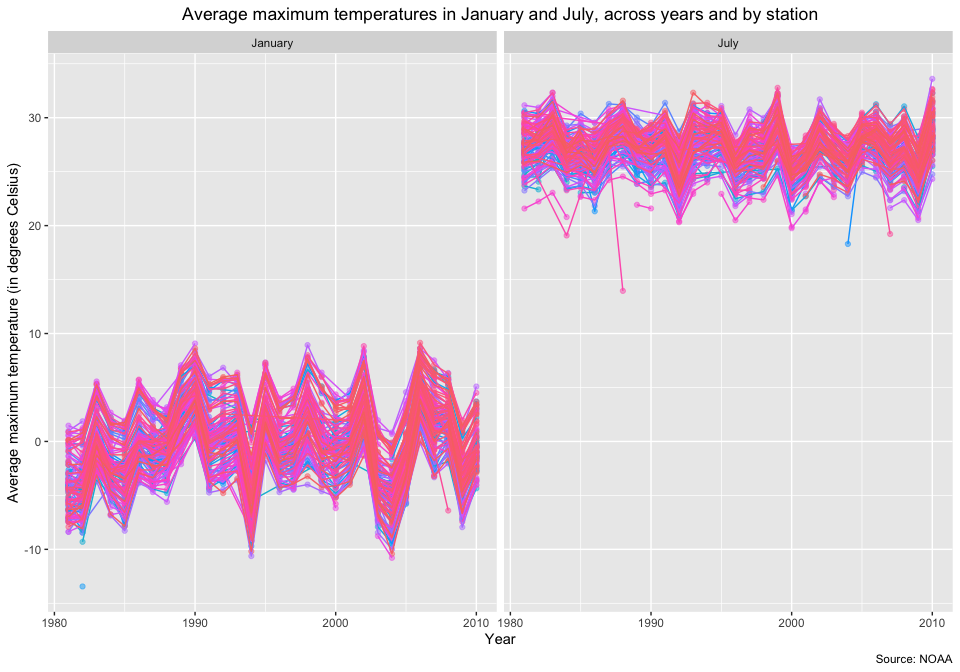 Average maximum temperatures in January and July, across years and by station
January
July
Average maximum temperature (in degrees Celsius)
30
20
10
0
-10
1980
1990
2000
2010
1980
1990
2000
2010
Year
Source: NOAA